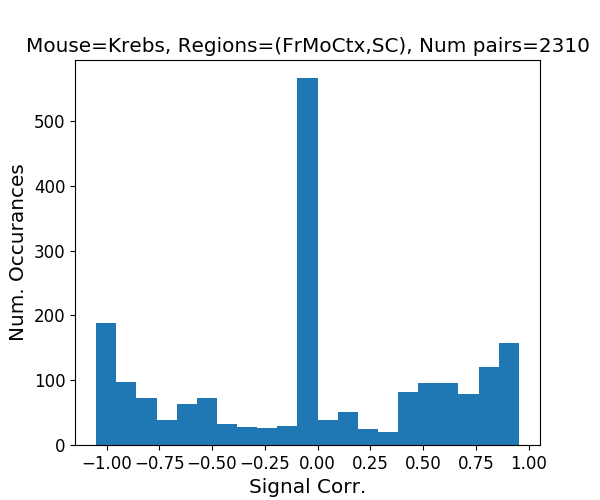 Mouse=Krebs, Regions=(FrMoCtx,SC), Num pairs=2310
Num. Occurances
500
400
300
200
100
0
−1.00 −0.75 −0.50 −0.25 0.00 0.25 0.50 0.75 1.00
Signal Corr.